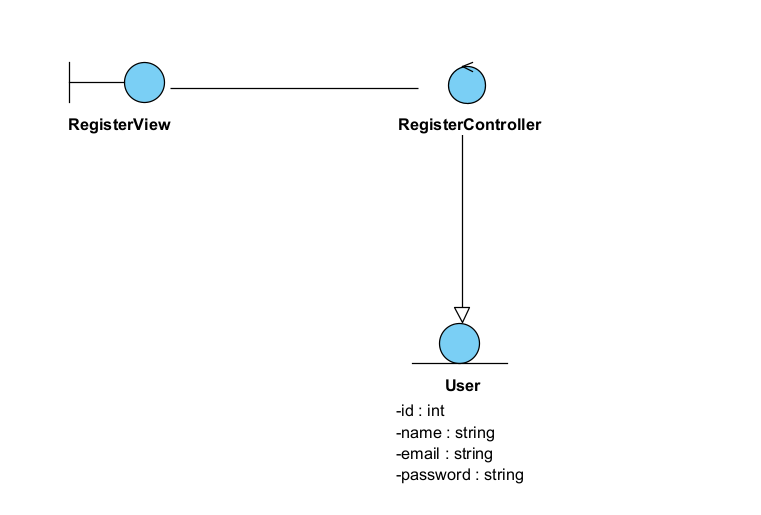 RegisterView
RegisterController
User
-id : int
-name : string
-email : string
-password : string